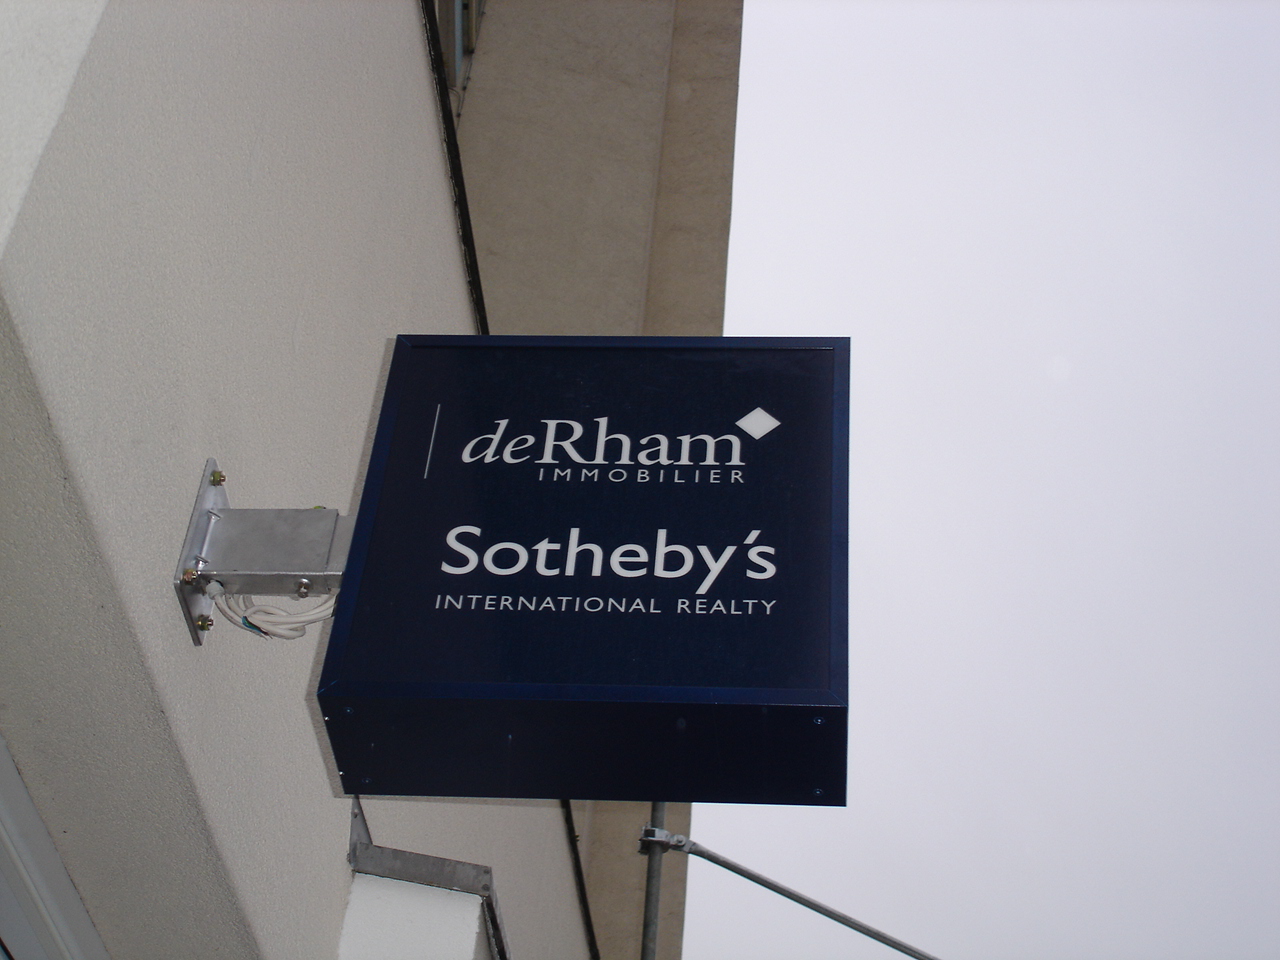 deRham
IMMOBILIER
Sotheby's
INTERNATIONAL REALTY